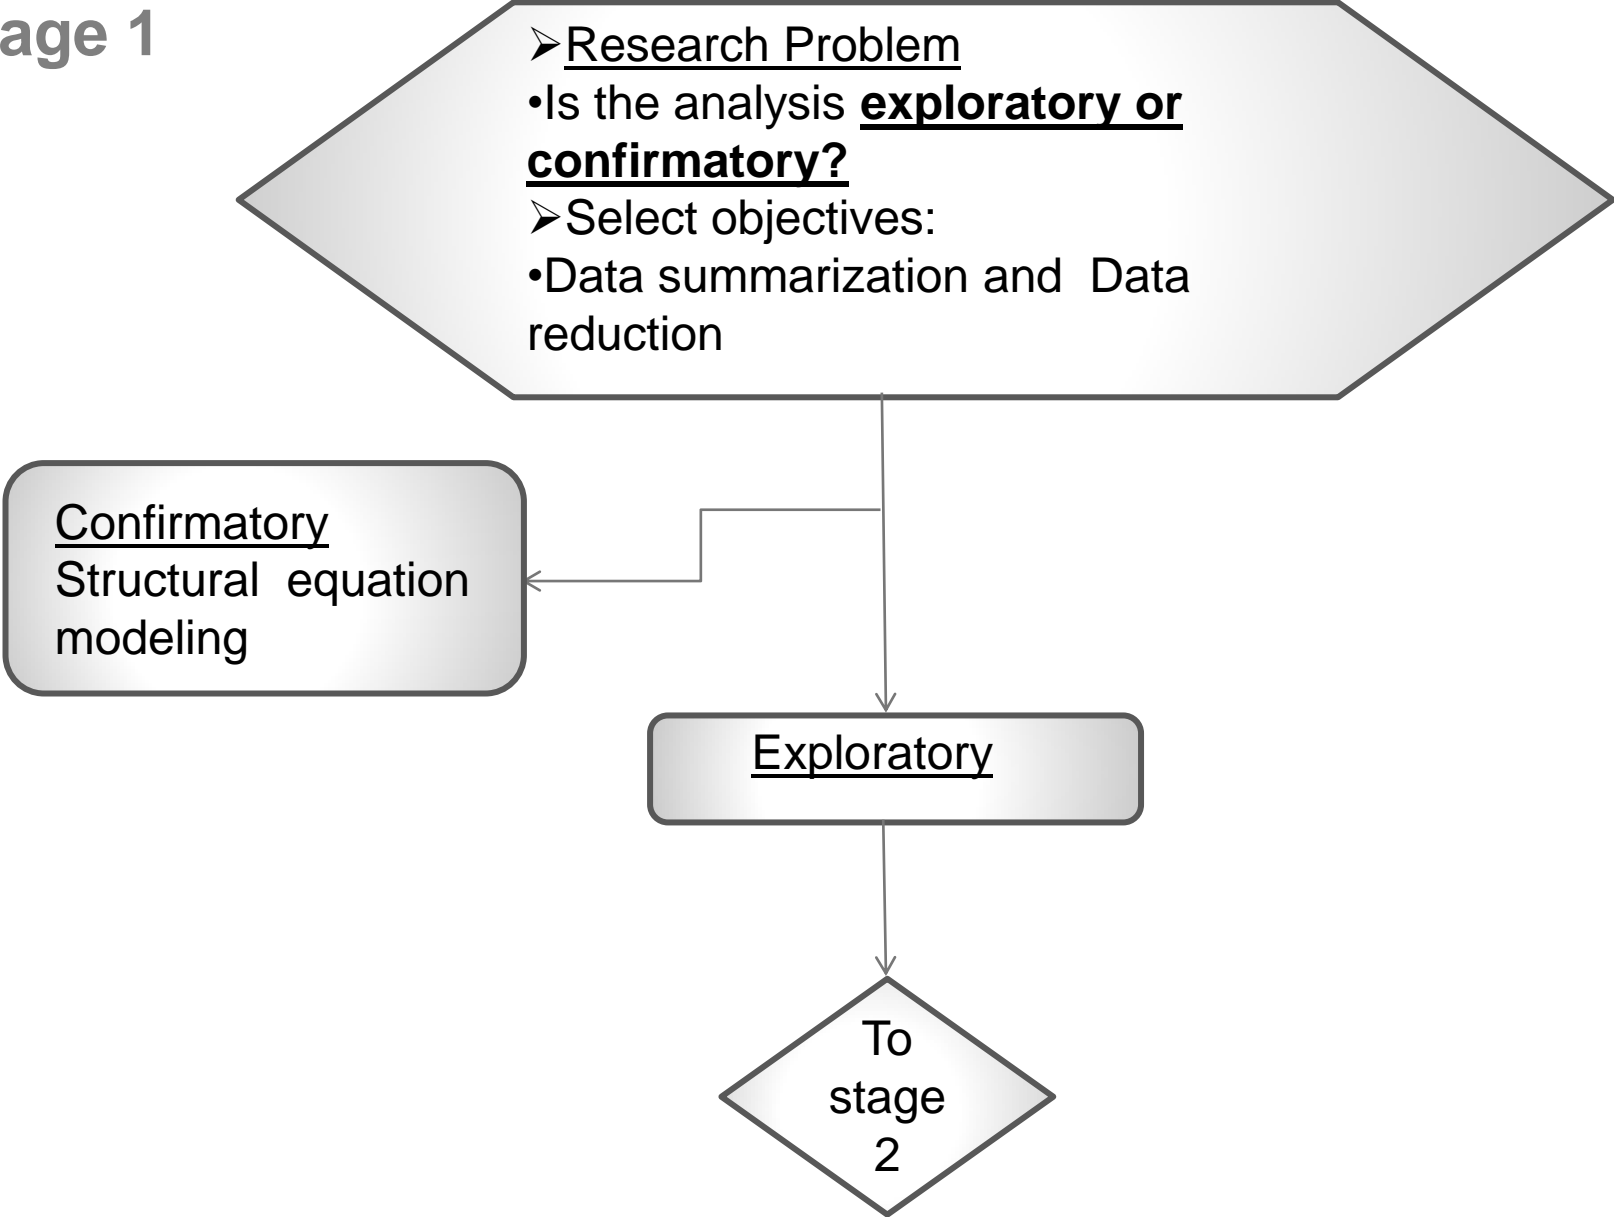 age 1
➢Research Problem
•Is the analysis exploratory or
confirmatory?
➢Select objectives:
•Data summarization and  Data
reduction
Confirmatory
Structural  equation
modeling
Exploratory
To
stage
2